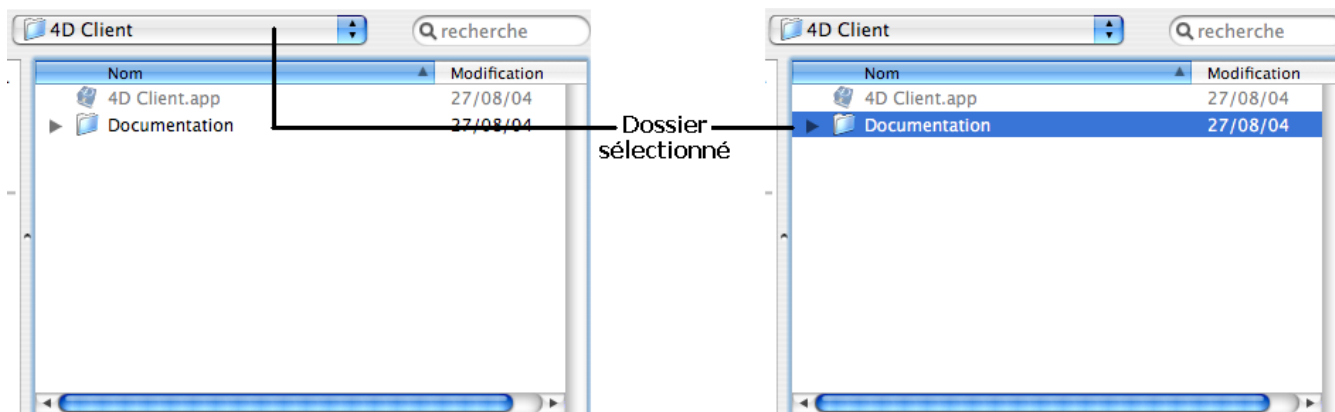 4D Client
recherche
Nom Modification
4D Client.app 27/08/04
Documentation 27/08/04
Dossier
sélectionné
4D Client
recherche
Nom Modification
4D Client.app 27/08/04
Documentation 27/08/04